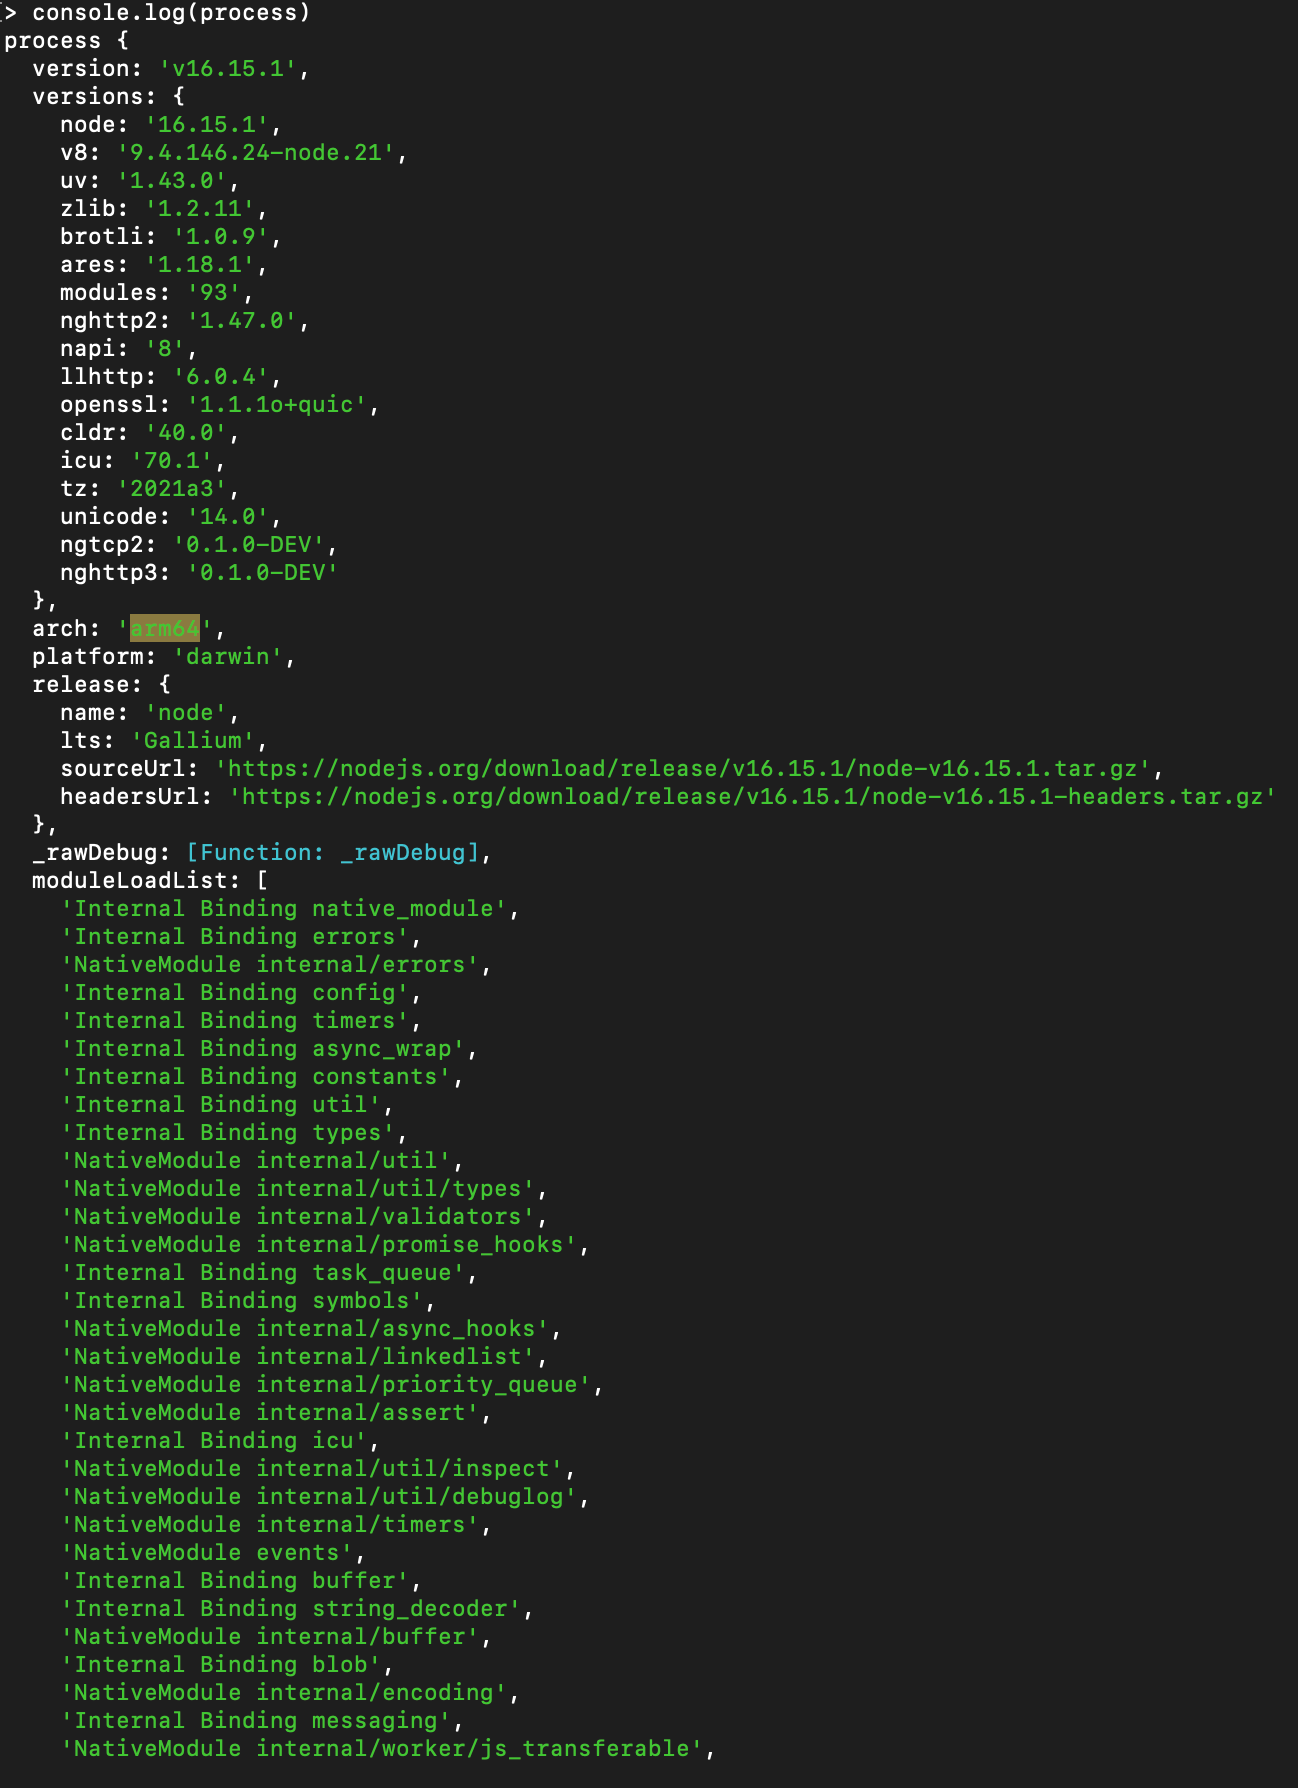 > console.log(process)
process {
  version: 'v16.15.1',
  versions: {
    node: '16.15.1',
    v8: '9.4.146.24-node.21',
    uv: '1.43.0',
    zlib: '1.2.11',
    brotli: '1.0.9',
    ares: '1.18.1',
    modules: '93',
    nghttp2: '1.47.0',
    napi: '8',
    llhttp: '6.0.4',
    openssl: '1.1.1o+quic',
    cldr: '40.0',
    icu: '70.1',
    tz: '2021a3',
    unicode: '14.0',
    ngtcp2: '0.1.0-DEV',
    nghttp3: '0.1.0-DEV'
  },
  arch: 'arm64',
  platform: 'darwin',
  release: {
    name: 'node',
    lts: 'Gallium',
    sourceUrl: 'https://nodejs.org/download/release/v16.15.1/node-v16.15.1.tar.gz',
    headersUrl: 'https://nodejs.org/download/release/v16.15.1/node-v16.15.1-headers.tar.gz'
  },
  _rawDebug: [Function: _rawDebug],
  moduleLoadList: [
    'Internal Binding native_module',
    'Internal Binding errors',
    'NativeModule internal/errors',
    'Internal Binding config',
    'Internal Binding timers',
    'Internal Binding async_wrap',
    'Internal Binding constants',
    'Internal Binding util',
    'Internal Binding types',
    'NativeModule internal/util',
    'NativeModule internal/util/types',
    'NativeModule internal/validators',
    'NativeModule internal/promise_hooks',
    'Internal Binding task_queue',
    'Internal Binding symbols',
    'NativeModule internal/async_hooks',
    'NativeModule internal/linkedlist',
    'NativeModule internal/priority_queue',
    'NativeModule internal/assert',
    'Internal Binding icu',
    'NativeModule internal/util/inspect',
    'NativeModule internal/util/debuglog',
    'NativeModule internal/timers',
    'NativeModule events',
    'Internal Binding buffer',
    'Internal Binding string_decoder',
    'NativeModule internal/buffer',
    'Internal Binding blob',
    'NativeModule internal/encoding',
    'Internal Binding messaging',
    'NativeModule internal/worker/js_transferable',